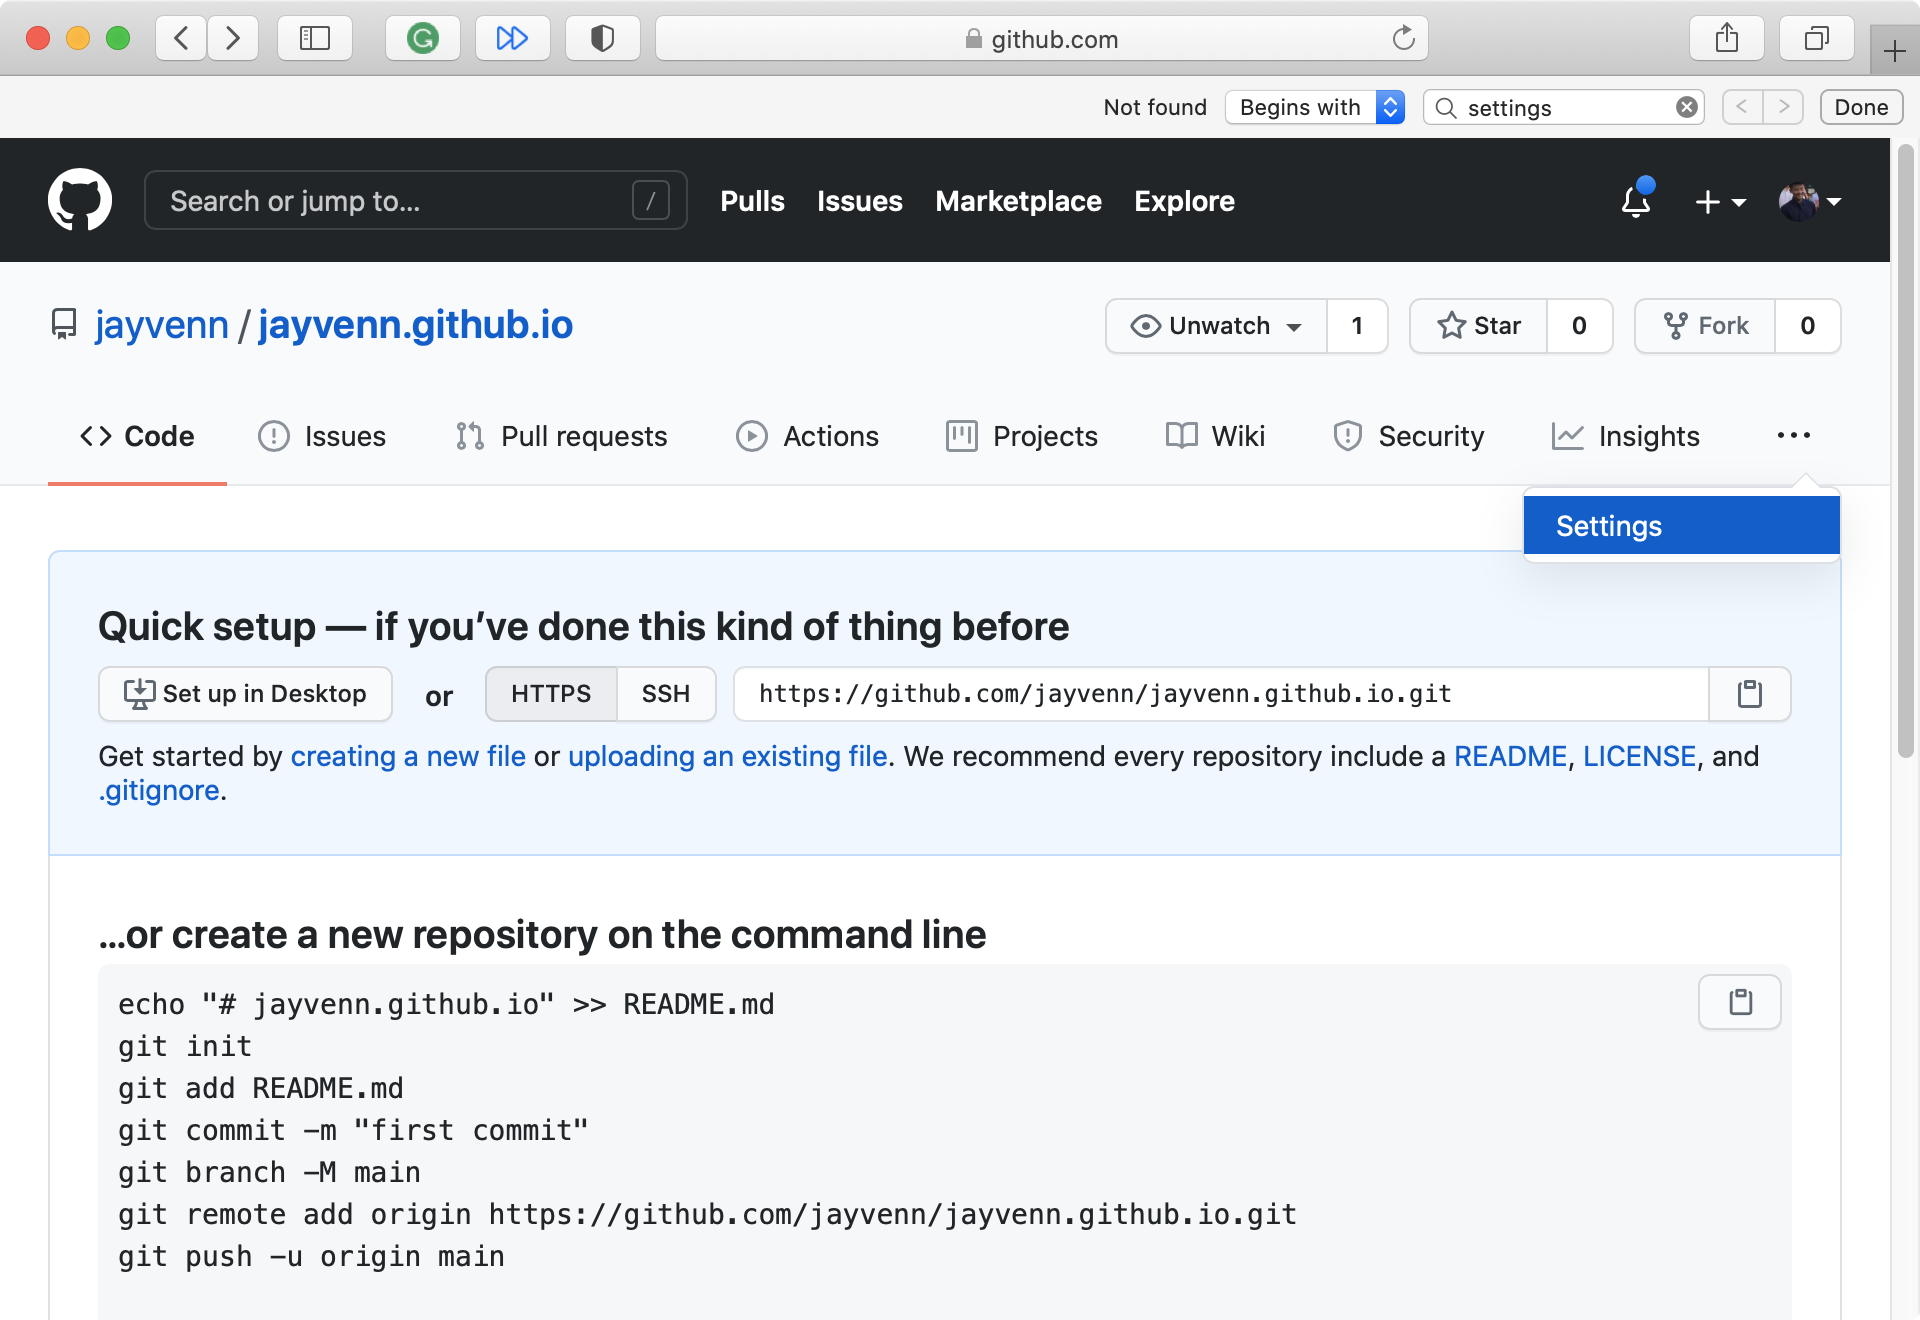 github.com
Not found Begins with settings < > Done
Search or jump to... / Pulls Issues Marketplace Explore
jayvenn / jayvenn.github.io Unwatch 1 Star 0 Fork 0
Code Issues Pull requests Actions Projects Wiki Security Insights ...
Settings
Quick setup — if you’ve done this kind of thing before
Set up in Desktop or HTTPS SSH https://github.com/jayvenn/jayvenn.github.io.git
Get started by creating a new file or uploading an existing file. We recommend every repository include a README, LICENSE, and
.gitignore.
…or create a new repository on the command line
echo "# jayvenn.github.io" >> README.md
git init
git add README.md
git commit -m "first commit"
git branch -M main
git remote add origin https://github.com/jayvenn/jayvenn.github.io.git
git push -u origin main